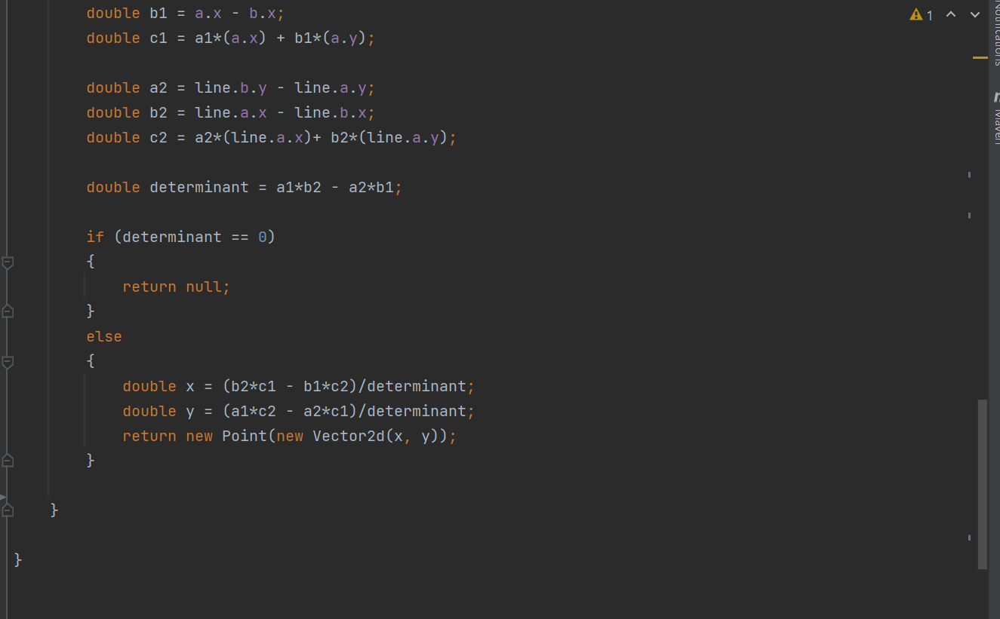 double b1 = a.x - b.x;
1
double c1 = a1*(a.x) + b1*(a.y);
double a2 = line.b.y - line.a.y;
double b2 = line.a.x - line.b.x;
double c2 = a2*(line.a.x)+ b2*(line.a.y);
double determinant = a1*b2 - a2*b1;
if (determinant == 0)
{
return null;
}
else
{
double x = (b2*c1 - b1*c2)/determinant;
double y = (a1*c2 - a2*c1)/determinant;
return new Point(new Vector2d(x, y));
}
}
}
Notifications
m
Maven